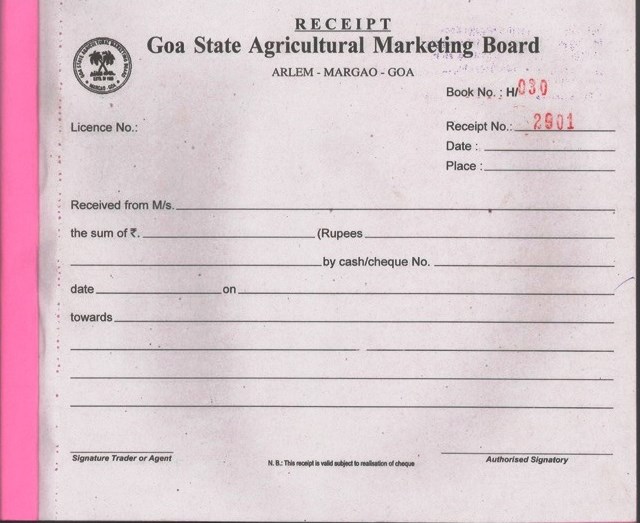 RECEIPT
Goa State Agricultural Marketing Board
ARLEM - MARGAO - GOA
Book No. : H/030
Licence No.:
Receipt No.: 2901
Date :
Place :
Received from M/s.
the sum of ₹. (Rupees
by cash/cheque No.
date on
towards
Signature Trader or Agent
N. B.: This receipt is valid subject to realisation of cheque
Authorised Signatory